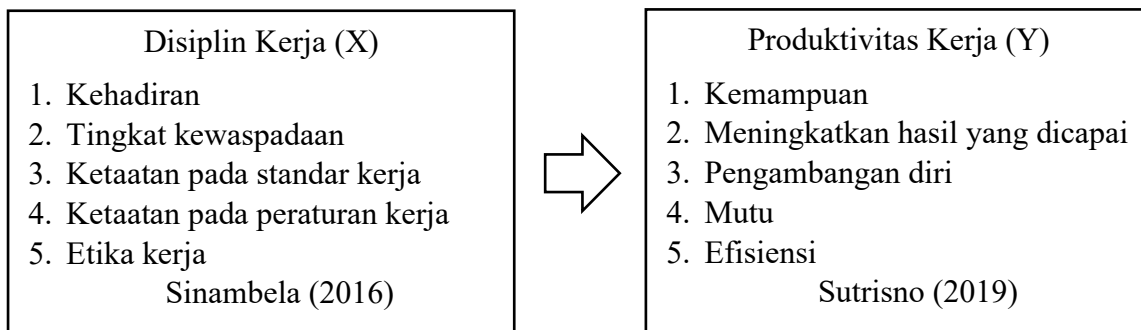 Disiplin Kerja (X)
1. Kehadiran
2. Tingkat kewaspadaan
3. Ketaatan pada standar kerja
4. Ketaatan pada peraturan kerja
5. Etika kerja
Sinambela (2016)
Produktivitas Kerja (Y)
1. Kemampuan
2. Meningkatkan hasil yang dicapai
3. Pengambangan diri
4. Mutu
5. Efisiensi
Sutrisno (2019)